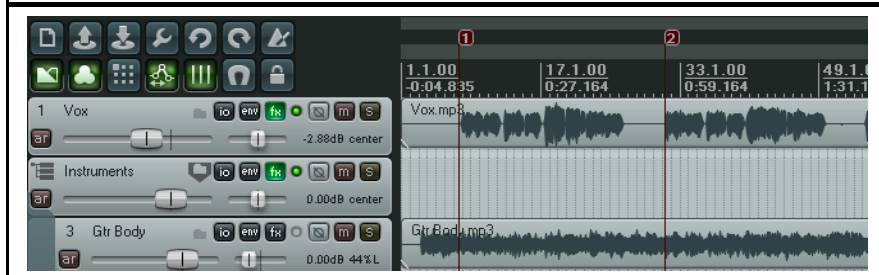 1 2
1.1.00 17.1.00 33.1.00 49.1.
-0:04.835 0:27.164 0:59.164 1:31.1
1 Vox io env fx m s
Vox.mp3
ar -2.88dB center
Instruments io env fx m s
ar 0.00dB center
3 Gtr Body io env fx m s
Gtr Body.mp3
ar 0.00dB 44%L